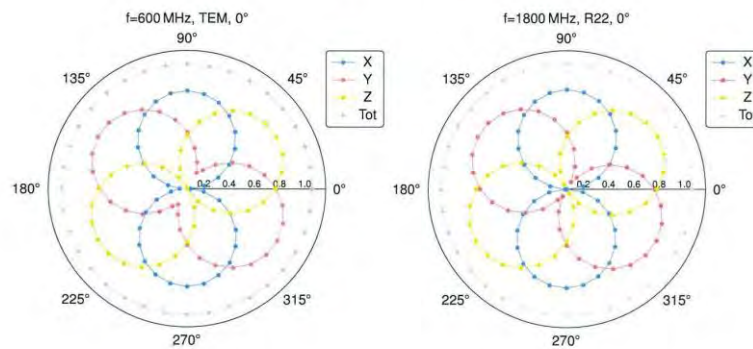 f=600 MHz, TEM, 0°
90°
135°
45°
X
Y
Z
Tot
180°
0.2 0.4 0.6 0.8 1.0
0°
225°
315°
270°
f=1800 MHz, R22, 0°
90°
135°
45°
X
Y
Z
Tot
180°
0.2 0.4 0.6 0.8 1.0
0°
225°
315°
270°